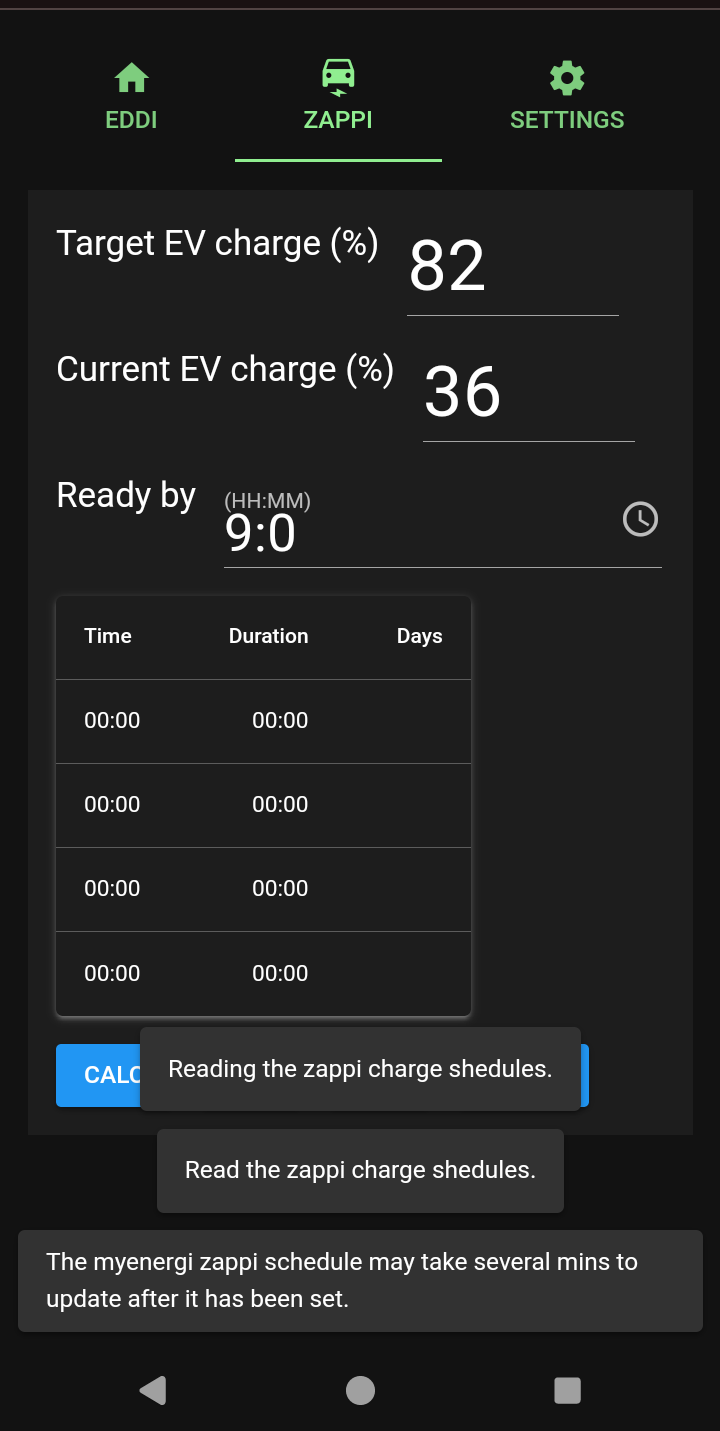 EDDI ZAPPI SETTINGS
Target EV charge (%) 82
Current EV charge (%) 36
Ready by (HH:MM) 9:0
Time Duration Days
00:00 00:00
00:00 00:00
00:00 00:00
00:00 00:00
CALC
Reading the zappi charge shedules.
Read the zappi charge shedules.
The myenergi zappi schedule may take several mins to
update after it has been set.